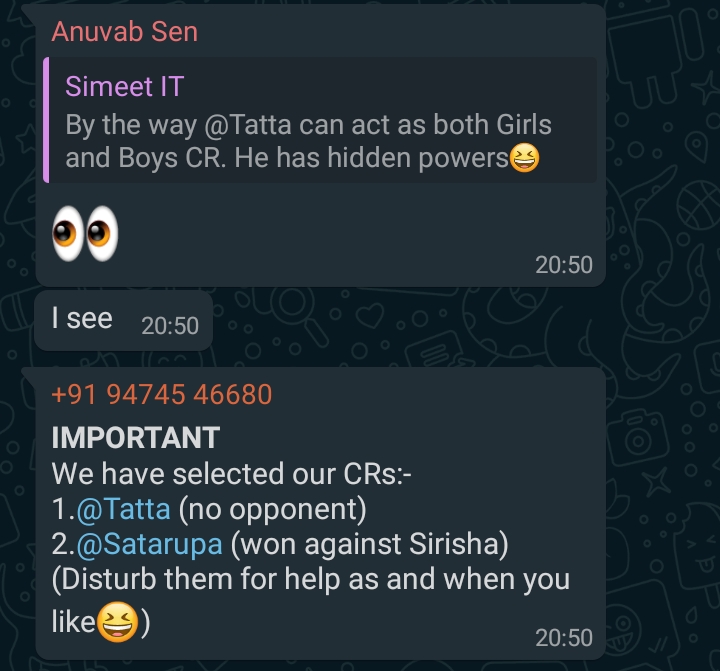 Anuvab Sen
Simeet IT
By the way @Tatta can act as both Girls
and Boys CR. He has hidden powers😆
👀
20:50
I see 20:50
+91 94745 46680
IMPORTANT
We have selected our CRs:-
1.@Tatta (no opponent)
2.@Satarupa (won against Sirisha)
(Disturb them for help as and when you
like😆)
20:50